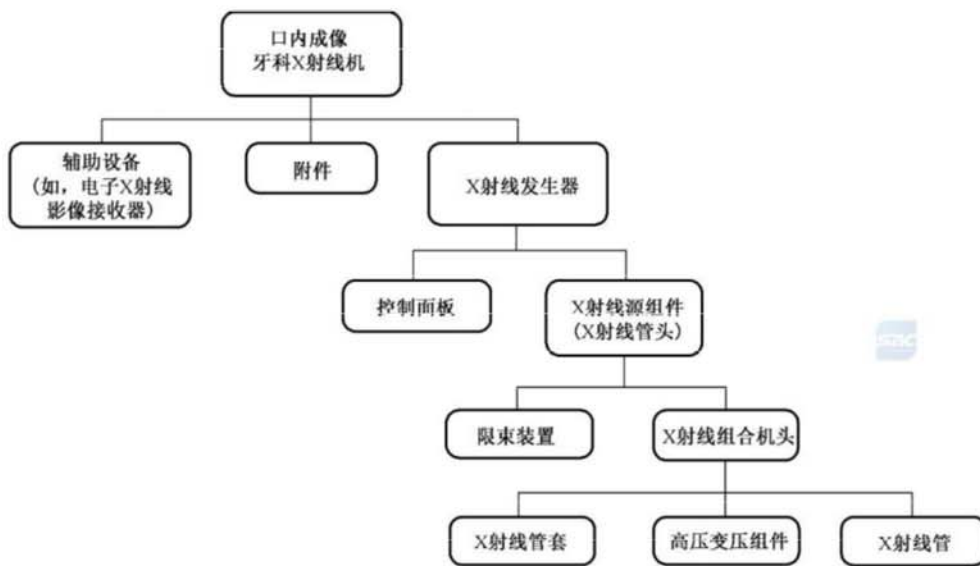 口内成像
牙科X射线机
辅助设备
(如，电子X射线
影像接收器)
附件
X射线发生器
控制面板
X射线源组件
(X射线管头)
限束装置
X射线组合机头
X射线管套
高压变压组件
X射线管
SAC